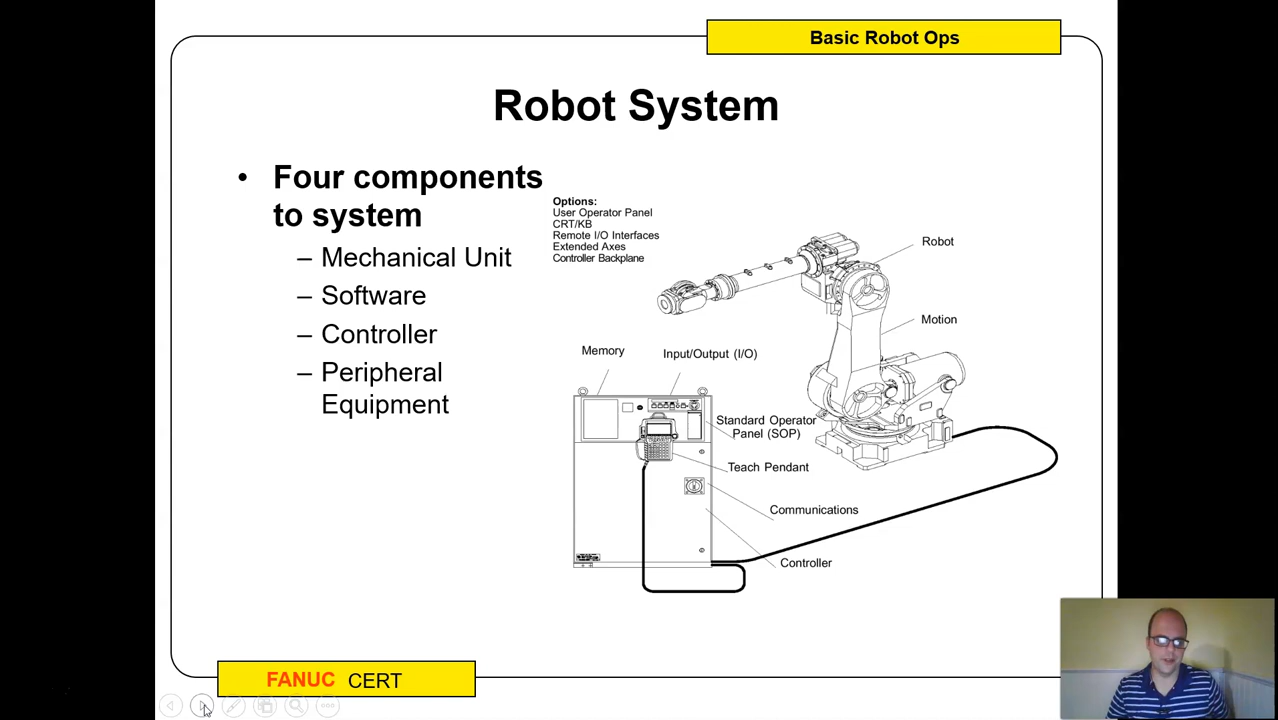 Basic Robot Ops
Robot System
• Four components
to system
– Mechanical Unit
– Software
– Controller
– Peripheral
Equipment
Options:
User Operator Panel
CRT/KB
Remote I/O Interfaces
Extended Axes
Controller Backplane
Robot
Motion
Memory
Input/Output (I/O)
Standard Operator
Panel (SOP)
Teach Pendant
Communications
Controller
FANUC CERT